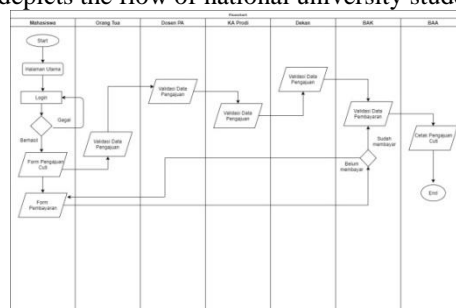 depicts the flow of national university stude
Flowchart
Mahasiswa
Orang Tua
Dosen PA
KA Prodi
Dekan
BAK
BAA
Start
Halaman Utama
Login
Gagal
Berhasil
Form Pengajuan
Cuti
Form
Pembayaran
Validasi Data
Pengajuan
Validasi Data
Pengajuan
Validasi Data
Pengajuan
Validasi Data
Pengajuan
Validasi Data
Pembayaran
Sudah
membayar
Belum
membayar
Cetak Pengajuan
Cuti
End